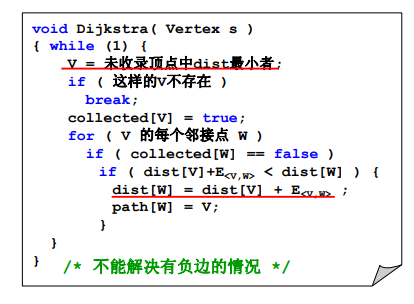 void Dijkstra( Vertex s )
{ while (1) {
V = 未收录顶点中dist最小者;
if ( 这样的V不存在 )
break;
collected[V] = true;
for ( V 的每个邻接点 W )
if ( collected[W] == false )
if ( dist[V]+E<V,W> < dist[W] ) {
dist[W] = dist[V] + E<V,W> ;
path[W] = V;
}
}
} /* 不能解决有负边的情况 */